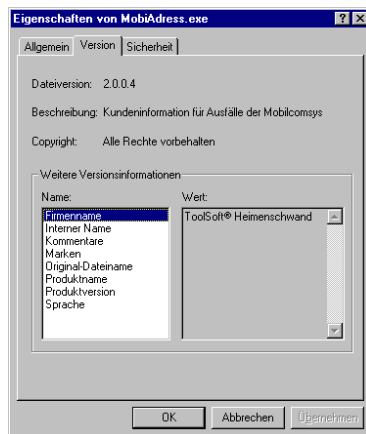 Eigenschaften von MobiAdress.exe
Allgemein Version Sicherheit
Dateiversion: 2.0.0.4
Beschreibung: Kundeninformation für Ausfälle der Mobilcomsys
Copyright: Alle Rechte vorbehalten
Weitere Versionsinformationen
Name: Wert:
Firmenname ToolSoft® Heimenschwand
Interner Name
Kommentare
Marken
Original-Dateiname
Produktname
Produktversion
Sprache
OK Abbrechen Übernehmen